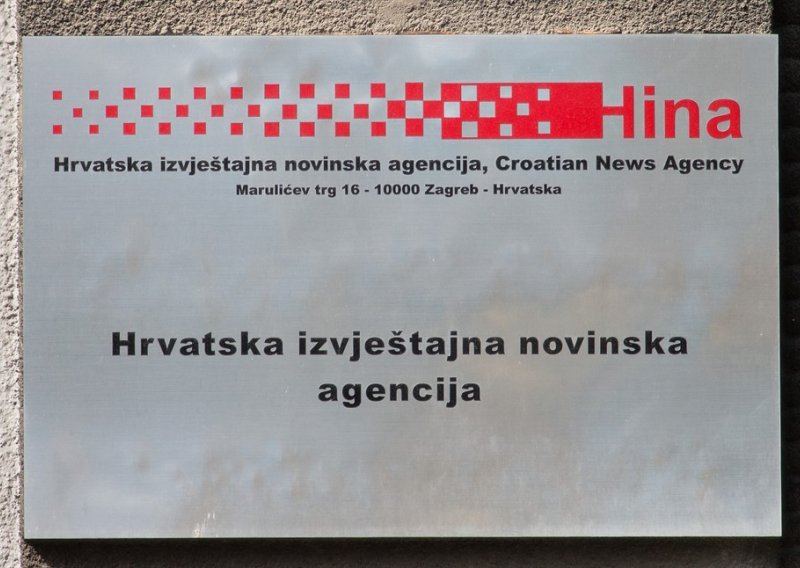 Hina
Hrvatska izvještajna novinska agencija, Croatian News Agency
Marulićev trg 16 - 10000 Zagreb - Hrvatska
Hrvatska izvještajna novinska
agencija